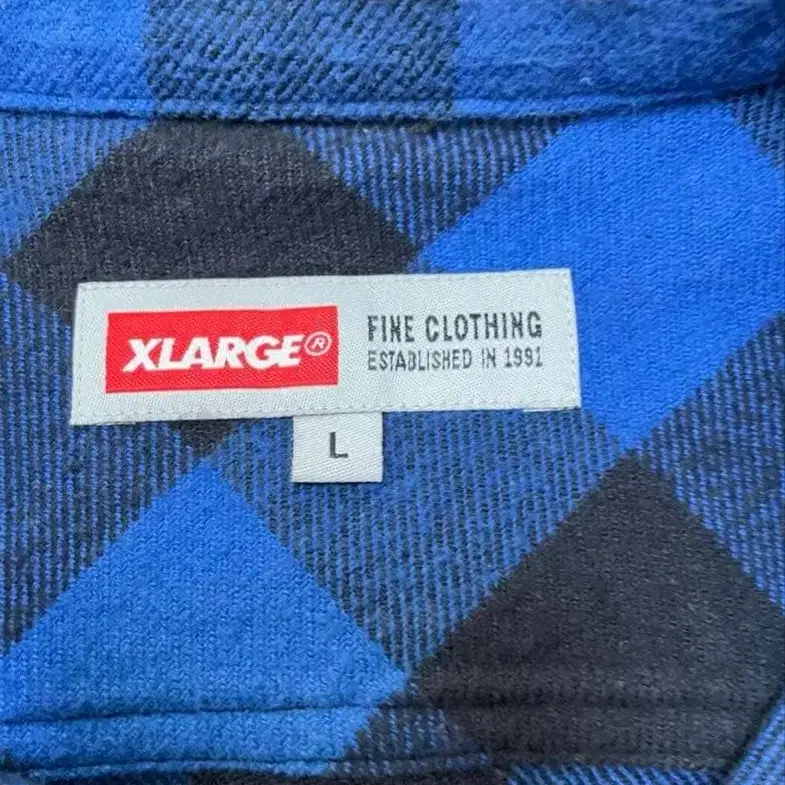 XLARGE®
FINE CLOTHING
ESTABLISHED IN 1991
L